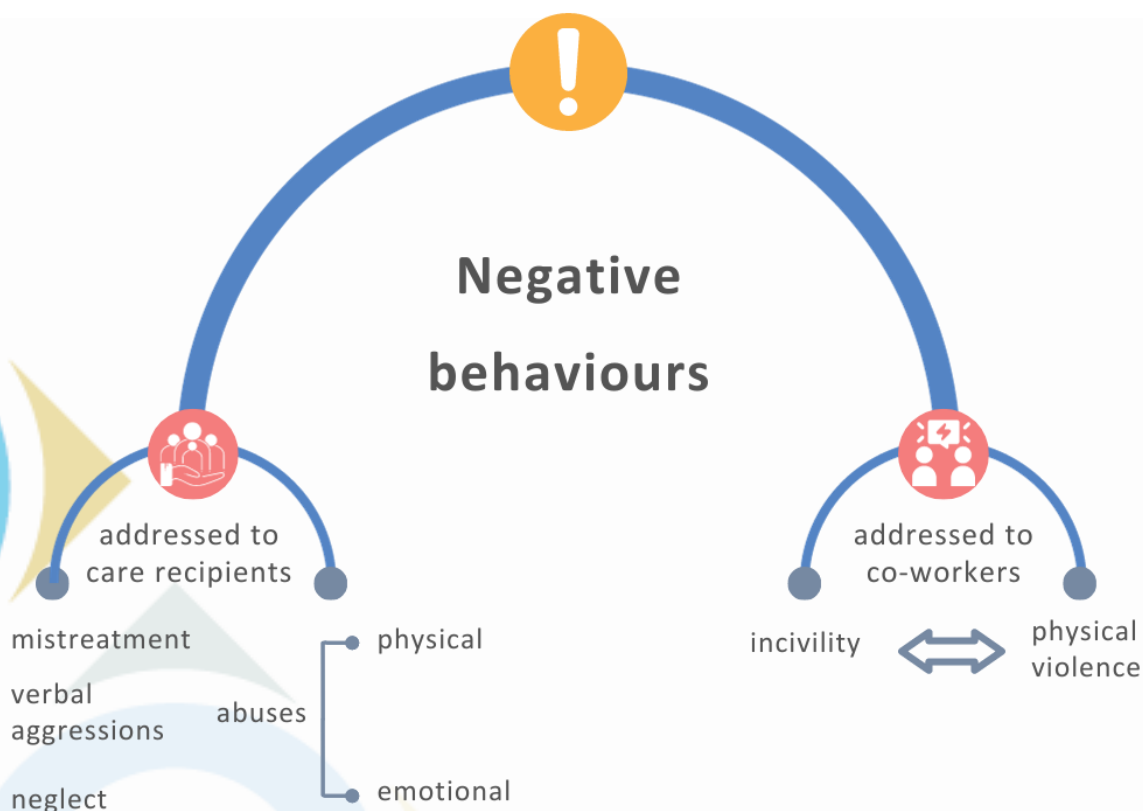 Negative
behaviours
addressed to
care recipients
mistreatment
verbal
aggressions
neglect
abuses
physical
emotional
addressed to
co-workers
incivility
physical
violence